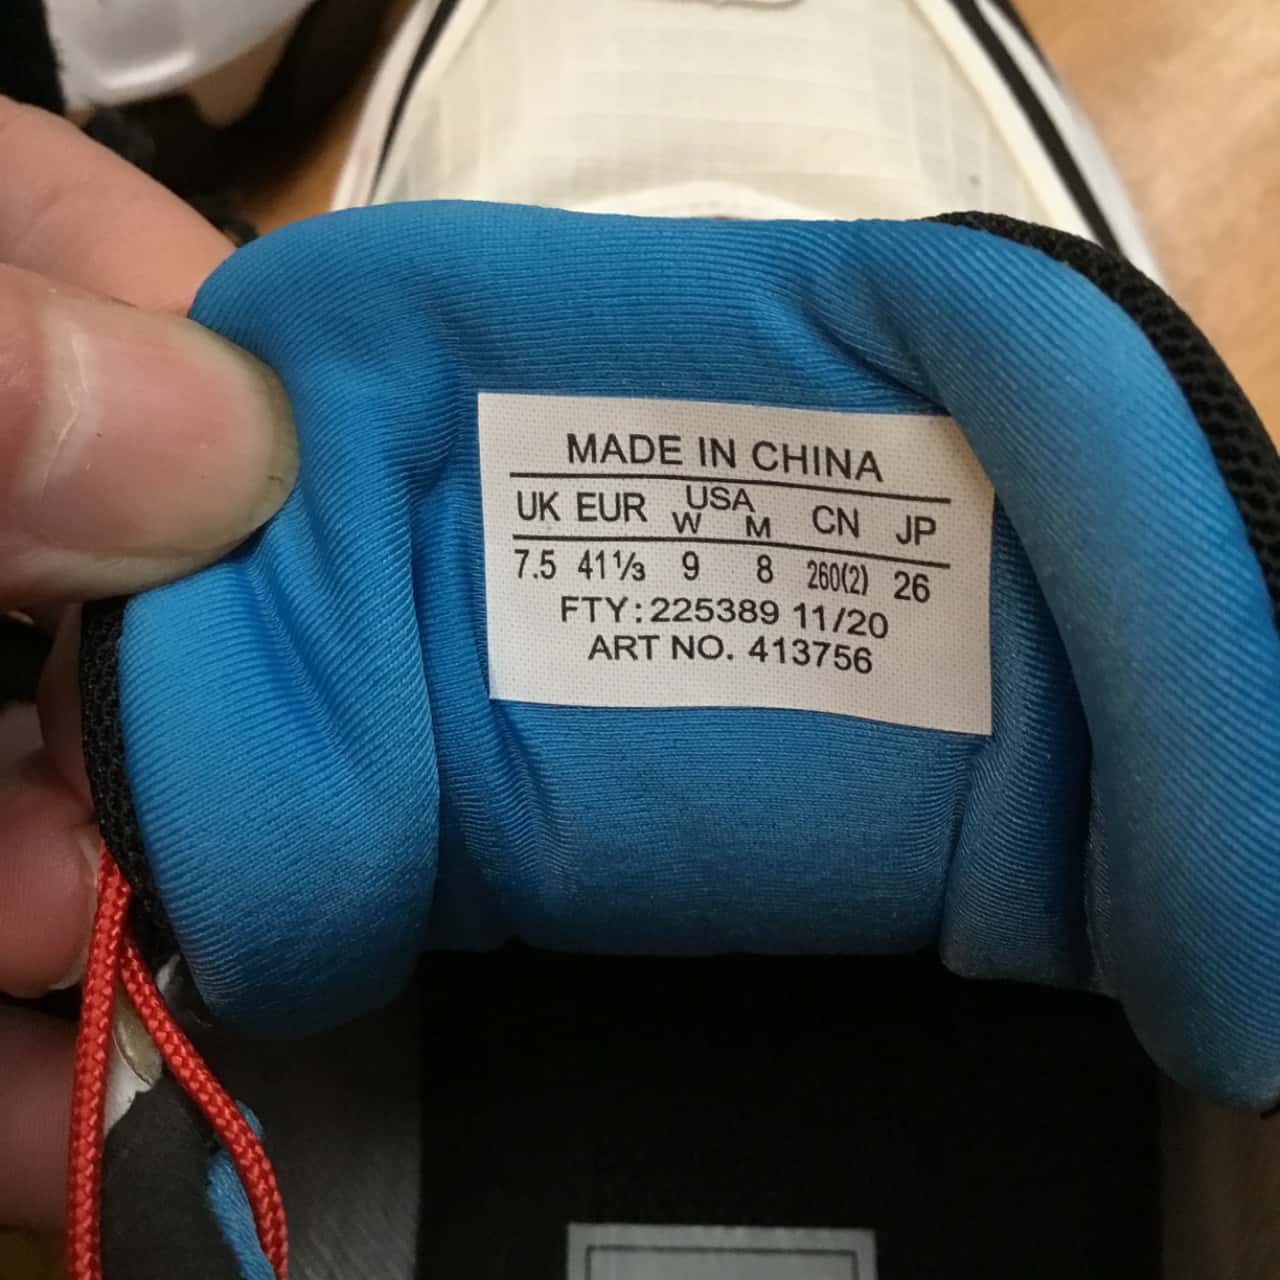 MADE IN CHINA
UK EUR USA CN JP
W M
7.5 41⅓ 9 8 260(2) 26
FTY: 225389 11/20
ART NO. 413756